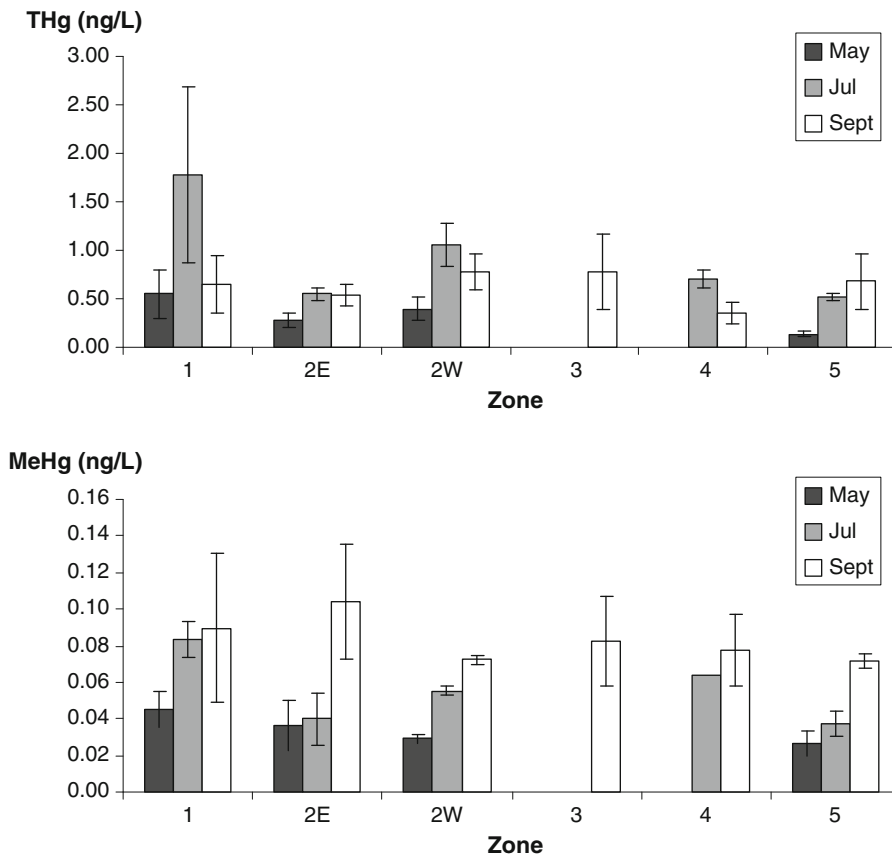 THg (ng/L)
3.00
2.50
2.00
1.50
1.00
0.50
0.00
May
Jul
Sept
1 2E 2W 3 4 5
Zone
MeHg (ng/L)
0.16
0.14
0.12
0.10
0.08
0.06
0.04
0.02
0.00
May
Jul
Sept
1 2E 2W 3 4 5
Zone